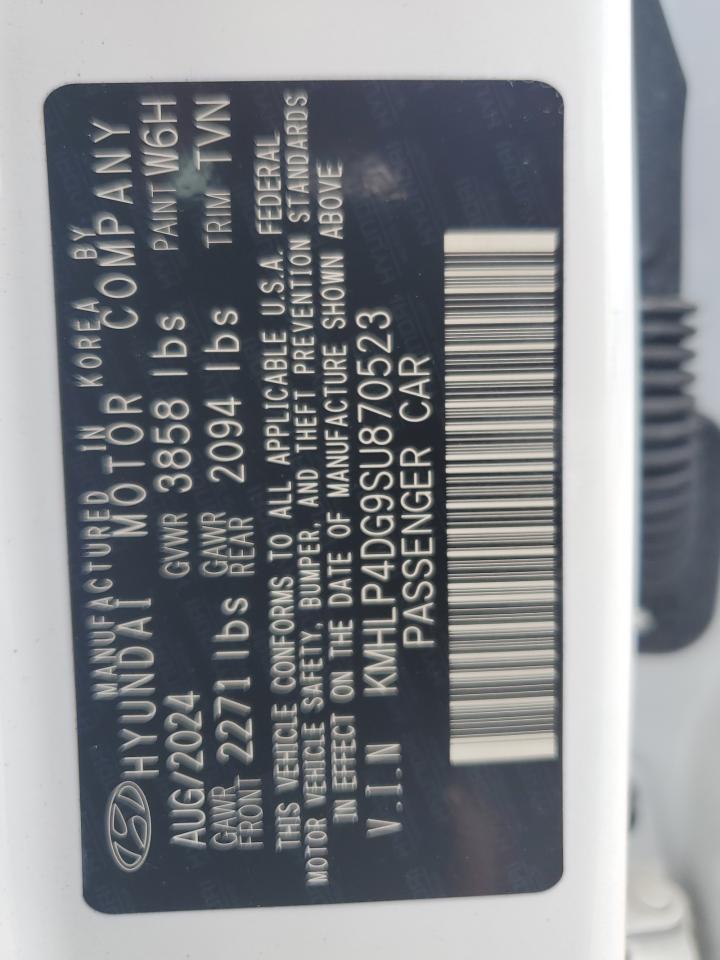 MANUFACTURED IN KOREA BY
HYUNDAI MOTOR COMPANY
AUG/2024 GVWR 3858 lbs PAINT W6H
GAWR FRONT 2271 lbs GAWR REAR 2094 lbs TRIM TVN
THIS VEHICLE CONFORMS TO ALL APPLICABLE U.S.A. FEDERAL
MOTOR VEHICLE SAFETY, BUMPER, AND THEFT PREVENTION STANDARDS
IN EFFECT ON THE DATE OF MANUFACTURE SHOWN ABOVE
V.I.N KMHLP4DG9SU870523
PASSENGER CAR